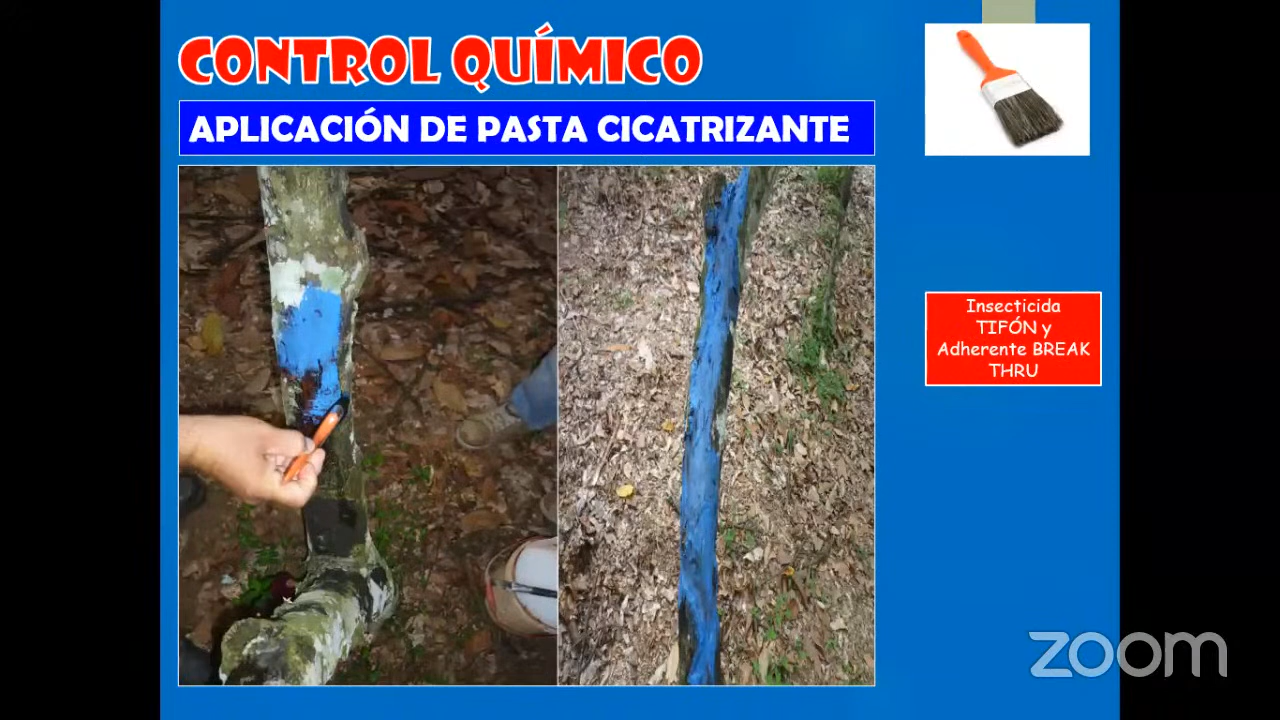 CONTROL QUÍMICO
APLICACIÓN DE PASTA CICATRIZANTE
Insecticida
TIFÓN y
Adherente BREAK
THRU
zoom